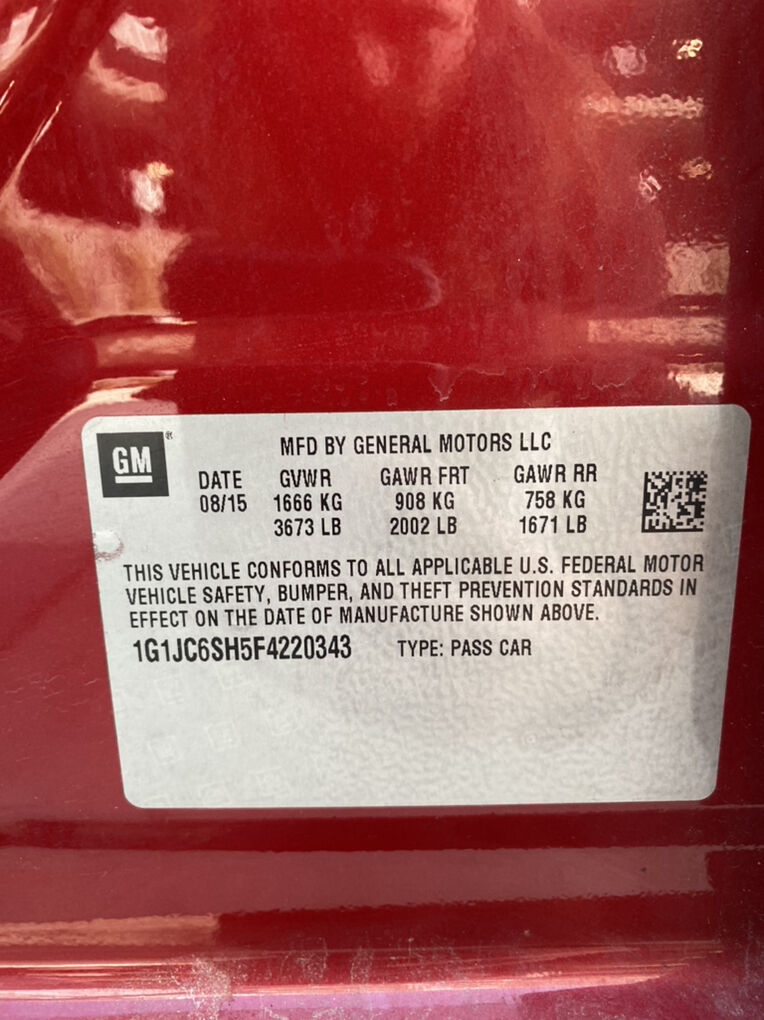 GM®
MFD BY GENERAL MOTORS LLC
DATE GVWR GAWR FRT GAWR RR
08/15 1666 KG 908 KG 758 KG
3673 LB 2002 LB 1671 LB
THIS VEHICLE CONFORMS TO ALL APPLICABLE U.S. FEDERAL MOTOR
VEHICLE SAFETY, BUMPER, AND THEFT PREVENTION STANDARDS IN
EFFECT ON THE DATE OF MANUFACTURE SHOWN ABOVE.
1G1JC6SH5F4220343 TYPE: PASS CAR